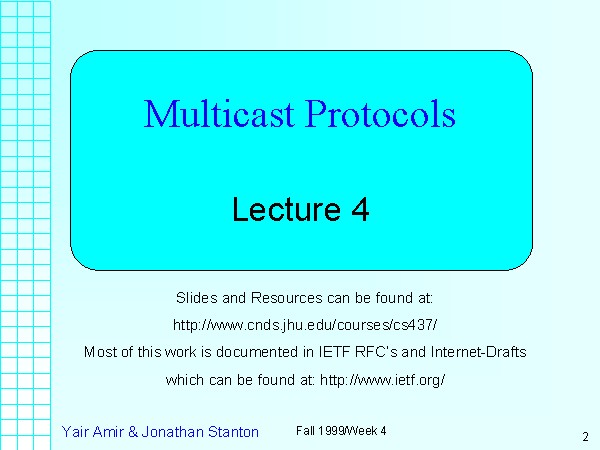 Multicast Protocols
Lecture 4
Slides and Resources can be found at:
http://www.cnds.jhu.edu/courses/cs437/
Most of this work is documented in IETF RFC's and Internet-Drafts
which can be found at: http://www.ietf.org/
Yair Amir & Jonathan Stanton
Fall 1999/Week 4
2